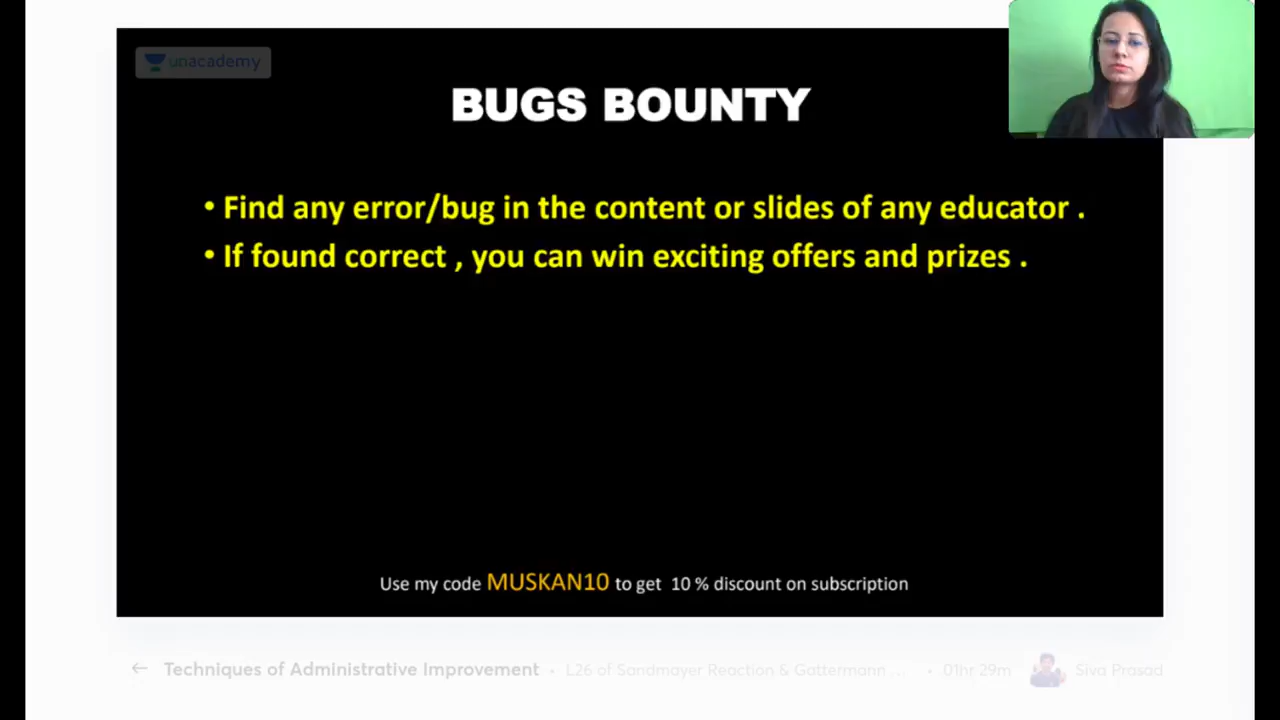 unacademy
BUGS BOUNTY
• Find any error/bug in the content or slides of any educator .
• If found correct , you can win exciting offers and prizes .
Use my code MUSKAN10 to get 10 % discount on subscription
← Techniques of Administrative Improvement · L26 of Sandmayer Reaction & Gattermann ... · 01hr 29m Siva Prasad